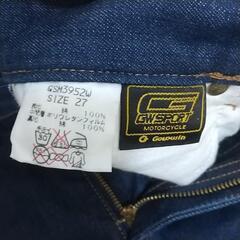 GSM3952W
SIZE 27
綿 100%
ポリウレタンフィルム
綿 100%
G
GWSPORT
MOTORCYCLE
Goldwin